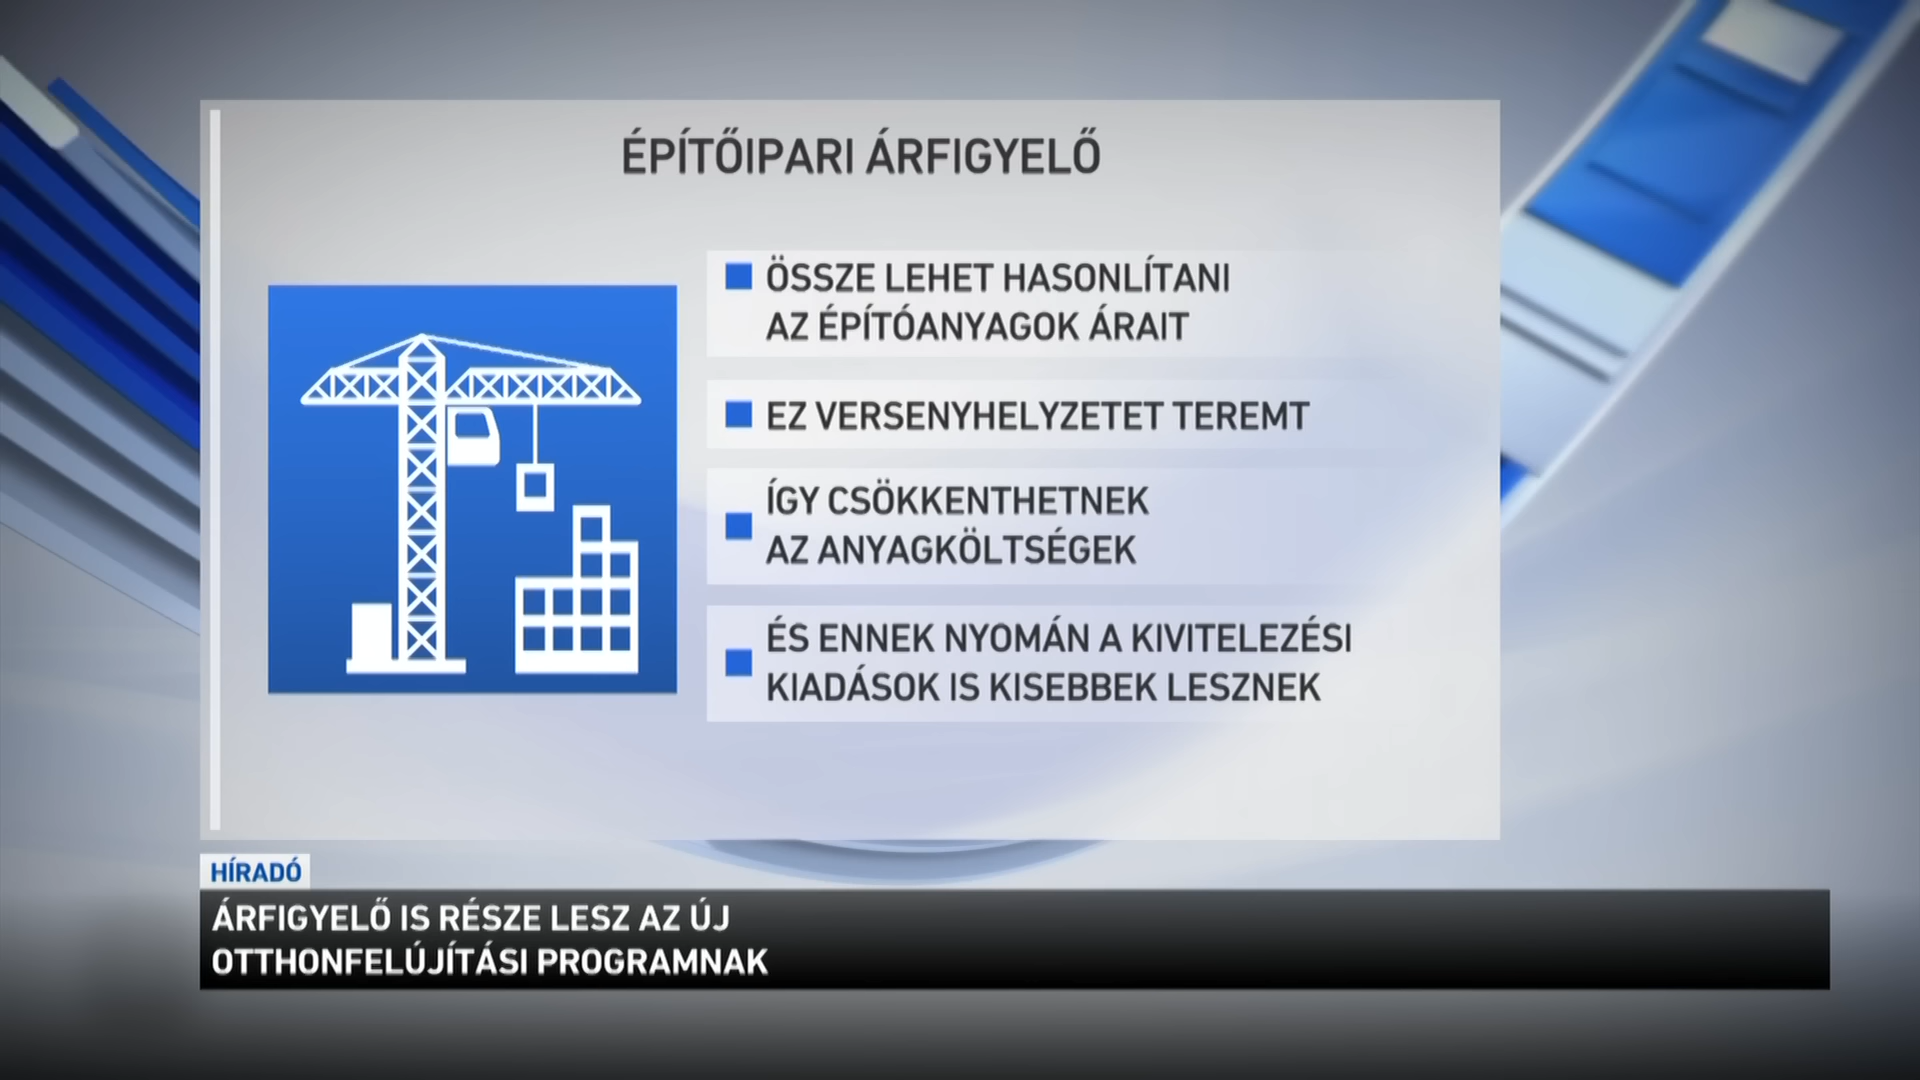 ÉPÍTŐIPARI ÁRFIGYELŐ
ÖSSZE LEHET HASONLÍTANI
AZ ÉPÍTŐANYAGOK ÁRAIT
EZ VERSENYHELYZETET TEREMT
ÍGY CSÖKKENTHETNEK
AZ ANYAGKÖLTSÉGEK
ÉS ENNEK NYOMÁN A KIVITELEZÉSI
KIADÁSOK IS KISEBBEK LESZNEK
HÍRADÓ
ÁRFIGYELŐ IS RÉSZE LESZ AZ ÚJ
OTTHONFELÚJÍTÁSI PROGRAMNAK